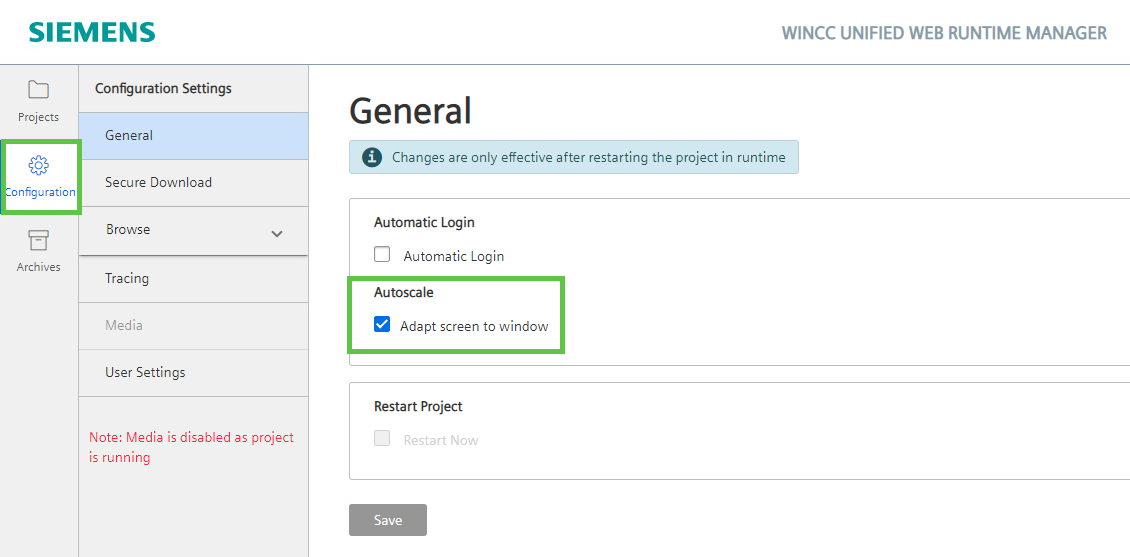 SIEMENS
WINCC UNIFIED WEB RUNTIME MANAGER
Projects
Configuration
Archives
Configuration Settings
General
Secure Download
Browse
Tracing
Media
User Settings
Note: Media is disabled as project
is running
General
Changes are only effective after restarting the project in runtime
Automatic Login
Automatic Login
Autoscale
Adapt screen to window
Restart Project
Restart Now
Save